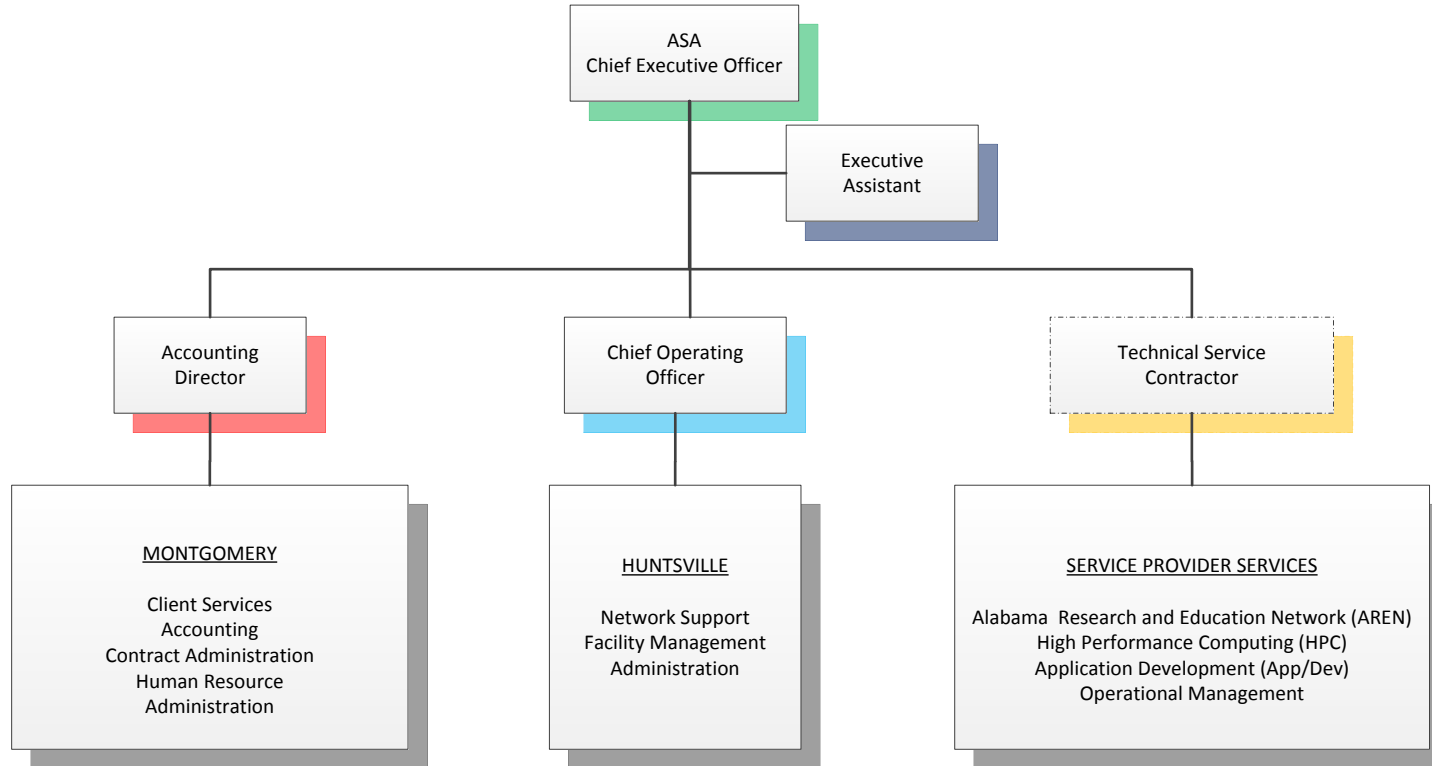 ASA
Chief Executive Officer
Executive
Assistant
Accounting
Director
Chief Operating
Officer
Technical Service
Contractor
MONTGOMERY
Client Services
Accounting
Contract Administration
Human Resource
Administration
HUNTSVILLE
Network Support
Facility Management
Administration
SERVICE PROVIDER SERVICES
Alabama  Research and Education Network (AREN)
High Performance Computing (HPC)
Application Development (App/Dev)
Operational Management